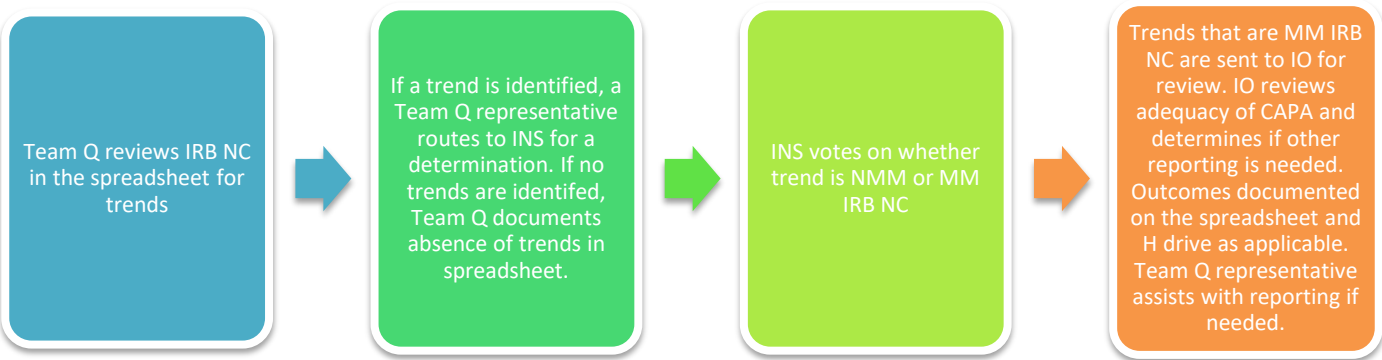 Team Q reviews IRB NC
in the spreadsheet for
trends
If a trend is identified, a
Team Q representative
routes to INS for a
determination. If no
trends are identifed,
Team Q documents
absence of trends in
spreadsheet.
INS votes on whether
trend is NMM or MM
IRB NC
Trends that are MM IRB
NC are sent to IO for
review. IO reviews
adequacy of CAPA and
determines if other
reporting is needed.
Outcomes documented
on the spreadsheet and
H drive as applicable.
Team Q representative
assists with reporting if
needed.